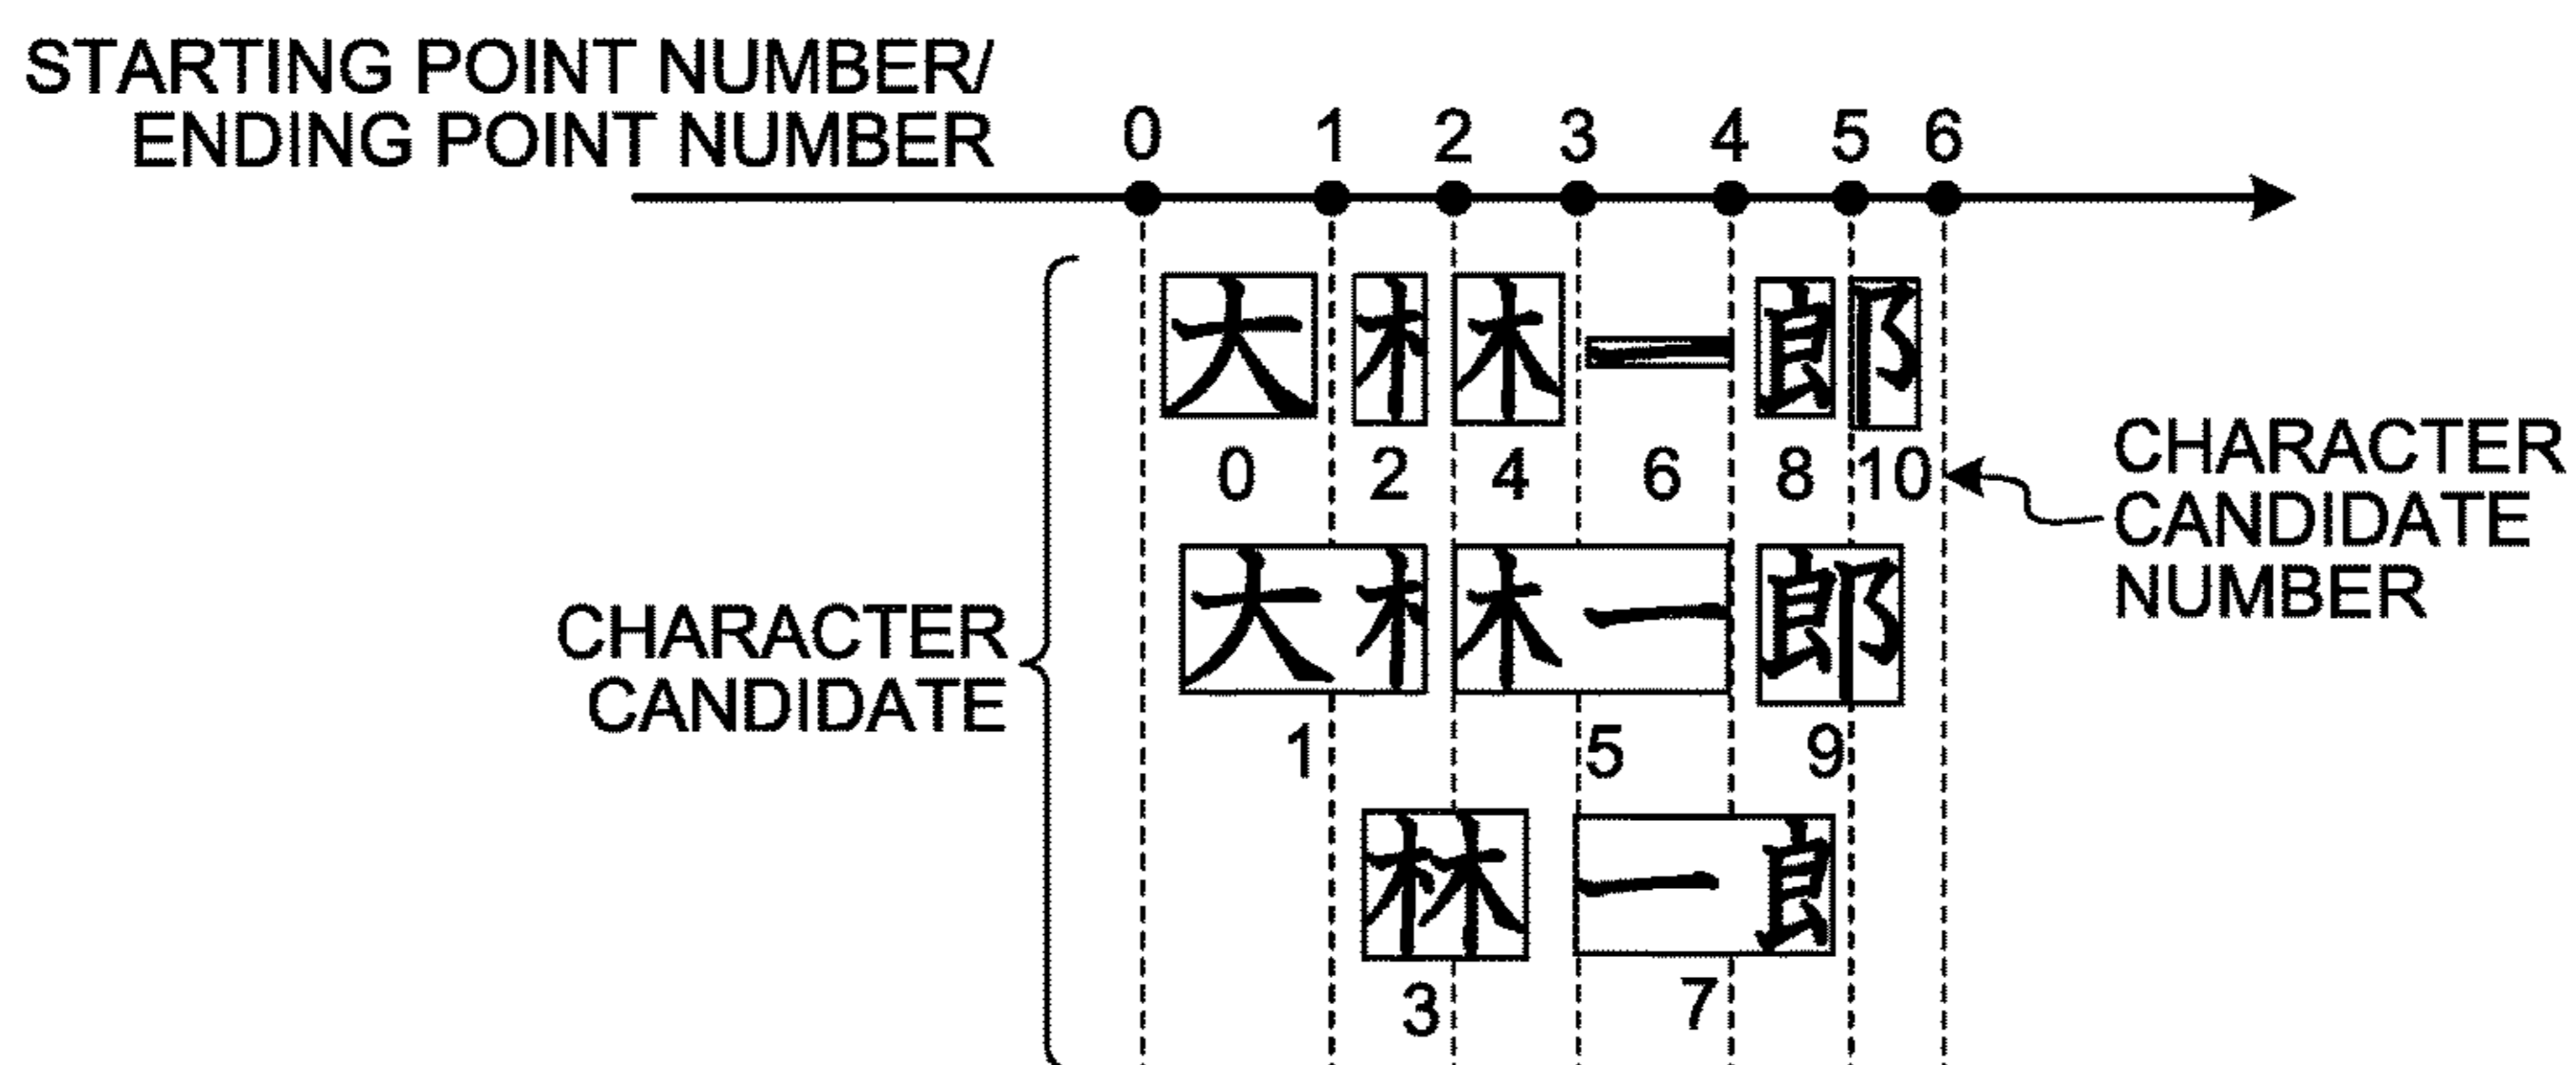 STARTING POINT NUMBER/
ENDING POINT NUMBER
0 1 2 3 4 5 6
大 木 木 一 良 阝
0 2 4 6 8 10
CHARACTER
CANDIDATE
NUMBER
大木 木一 郎
CHARACTER
CANDIDATE
1 5 9
林 一良
3 7